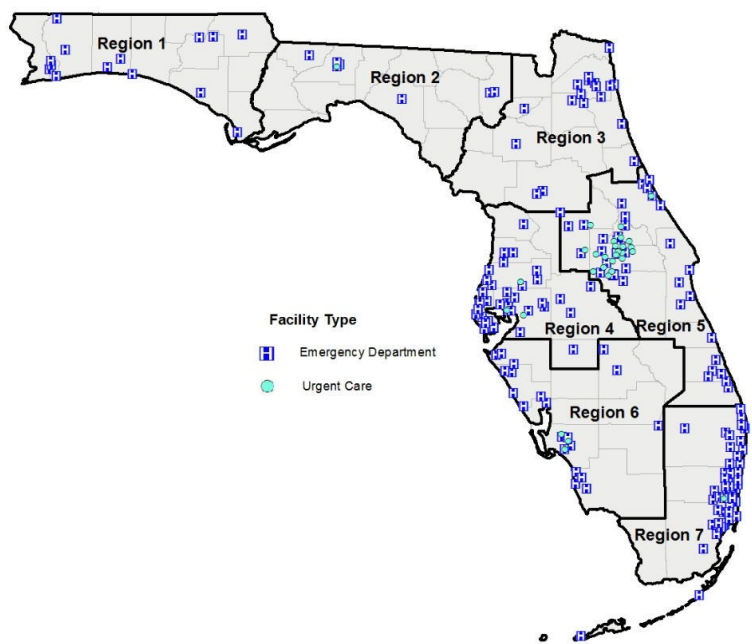 Region 1
Region 2
Region 3
Facility Type
Emergency Department
Urgent Care
Region 4
Region 5
Region 6
Region 7